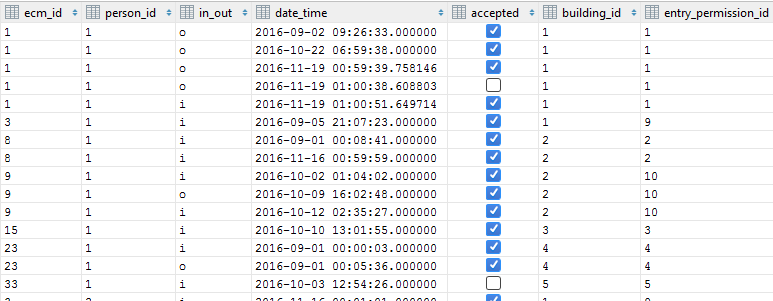 ecm_id person_id in_out date_time accepted building_id entry_permission_id
1 1 o 2016-09-02 09:26:33.000000 1 1
1 1 o 2016-10-22 06:59:38.000000 1 1
1 1 o 2016-11-19 00:59:39.758146 1 1
1 1 o 2016-11-19 01:00:38.608803 1 1
1 1 i 2016-11-19 01:00:51.649714 1 1
3 1 i 2016-09-05 21:07:23.000000 1 9
8 1 i 2016-09-01 00:08:41.000000 2 2
8 1 i 2016-11-16 00:59:59.000000 2 2
9 1 i 2016-10-02 01:04:02.000000 2 10
9 1 o 2016-10-09 16:02:48.000000 2 10
9 1 i 2016-10-12 02:35:27.000000 2 10
15 1 i 2016-10-10 13:01:55.000000 3 3
23 1 i 2016-09-01 00:00:03.000000 4 4
23 1 o 2016-09-01 00:05:36.000000 4 4
33 1 i 2016-10-03 12:54:26.000000 5 5